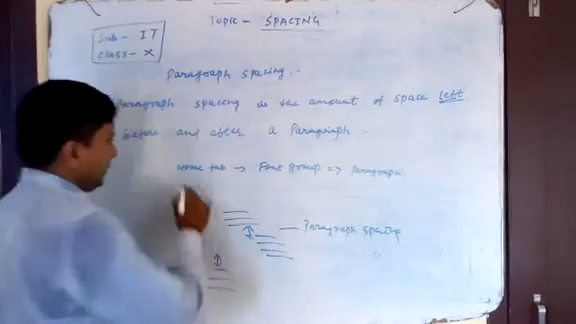 TOPIC - SPACING
Sub - IT
Class - X
Paragraph spacing..
Paragraph spacing is the amount of space left
before and after a Paragraph.
Home tab → Font group => Paragraph
Paragraph spacing